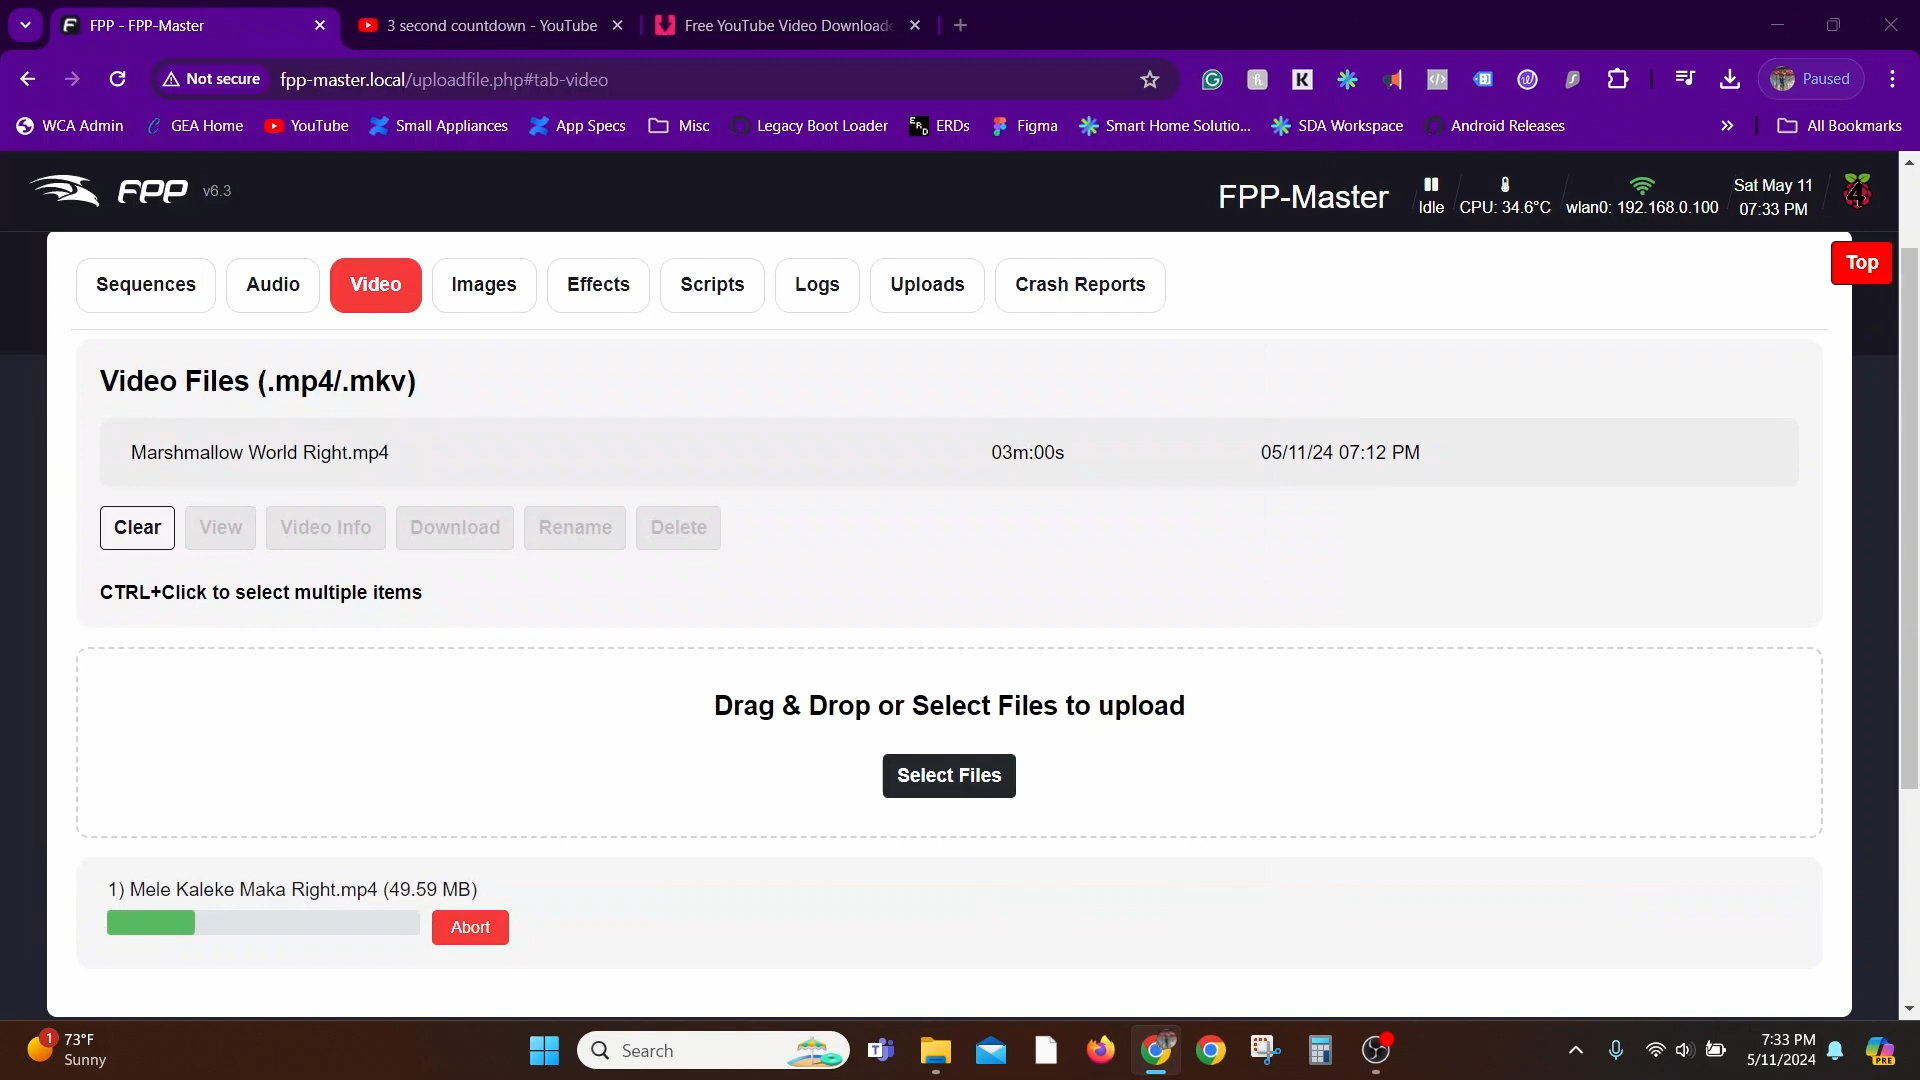 FPP - FPP-Master
3 second countdown - YouTube
Free YouTube Video Downloade
Not secure
fpp-master.local/uploadfile.php#tab-video
Paused
WCA Admin
GEA Home
YouTube
Small Appliances
App Specs
Misc
Legacy Boot Loader
ERDs
Figma
Smart Home Solutio...
SDA Workspace
Android Releases
All Bookmarks
FPP v6.3
FPP-Master
Idle
CPU: 34.6°C
wlan0: 192.168.0.100
Sat May 11
07:33 PM
Top
Sequences
Audio
Video
Images
Effects
Scripts
Logs
Uploads
Crash Reports
Video Files (.mp4/.mkv)
Marshmallow World Right.mp4 03m:00s 05/11/24 07:12 PM
Clear
View
Video Info
Download
Rename
Delete
CTRL+Click to select multiple items
Drag & Drop or Select Files to upload
Select Files
1) Mele Kaleke Maka Right.mp4 (49.59 MB)
Abort
1
73°F
Sunny
Search
7:33 PM
5/11/2024
PRE